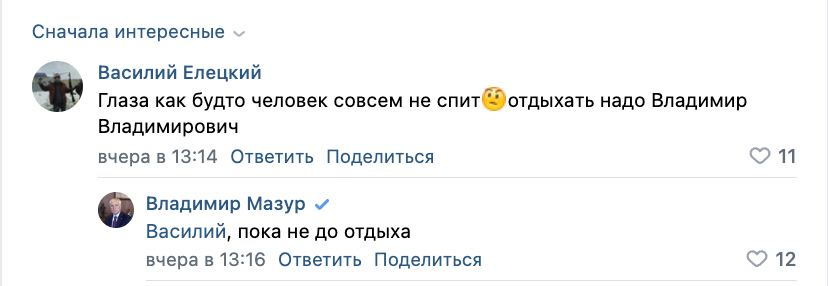 Сначала интересные
Василий Елецкий
Глаза как будто человек совсем не спит🤨отдыхать надо Владимир
Владимирович
вчера в 13:14 Ответить Поделиться 11
Владимир Мазур
Василий, пока не до отдыха
вчера в 13:16 Ответить Поделиться 12